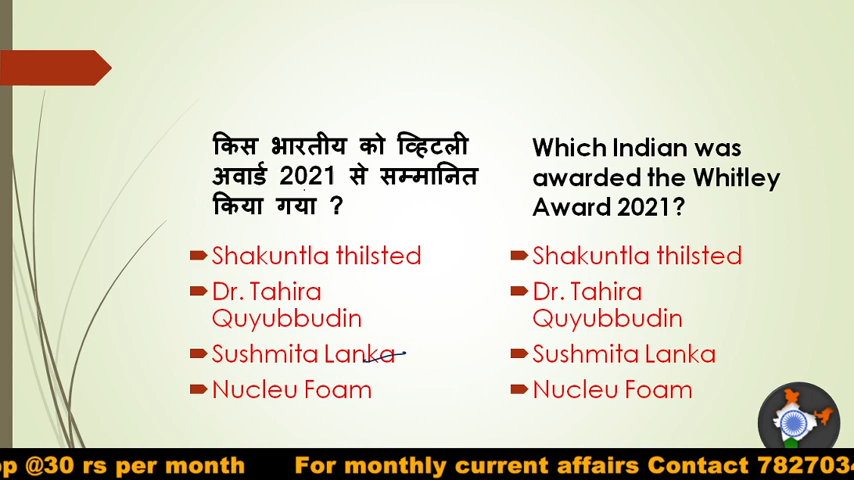 किस भारतीय को व्हिटली
अवार्ड 2021 से सम्मानित
किया गया ?
Shakuntla thilsted
Dr. Tahira
Quyubbudin
Sushmita Lanka
Nucleu Foam
Which Indian was
awarded the Whitley
Award 2021?
Shakuntla thilsted
Dr. Tahira
Quyubbudin
Sushmita Lanka
Nucleu Foam
op @30 rs per month For monthly current affairs Contact 782703